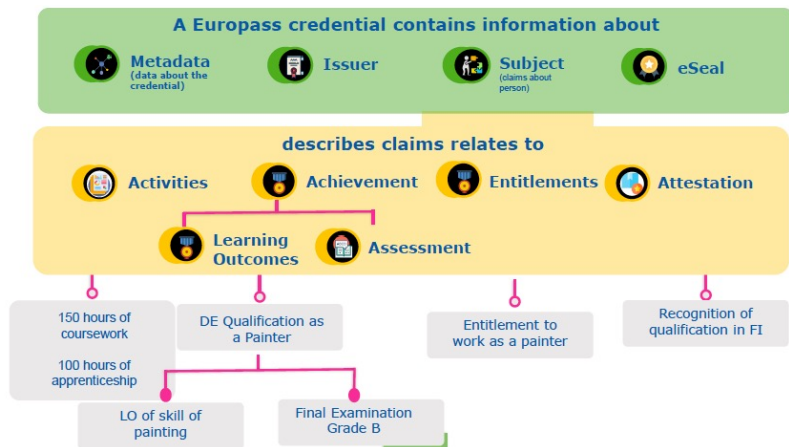 A Europass credential contains information about
Metadata
(data about the
credential)
Issuer
Subject
(claims about
person)
eSeal
describes claims relates to
Activities
Achievement
Entitlements
Attestation
Learning
Outcomes
Assessment
150 hours of
coursework
100 hours of
apprenticeship
DE Qualification as
a Painter
Entitlement to
work as a painter
Recognition of
qualification in FI
LO of skill of
painting
Final Examination
Grade B